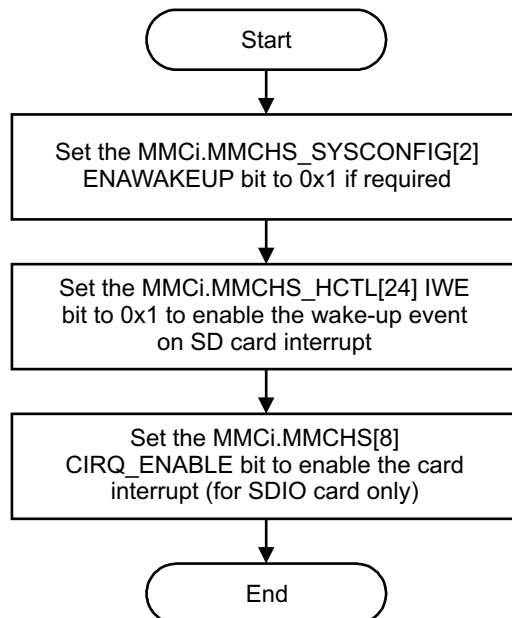 Start
Set the MMCi.MMCHS_SYSCONFIG[2]
ENAWAKEUP bit to 0x1 if required
Set the MMCi.MMCHS_HCTL[24] IWE
bit to 0x1 to enable the wake-up event
on SD card interrupt
Set the MMCi.MMCHS[8]
CIRQ_ENABLE bit to enable the card
interrupt (for SDIO card only)
End